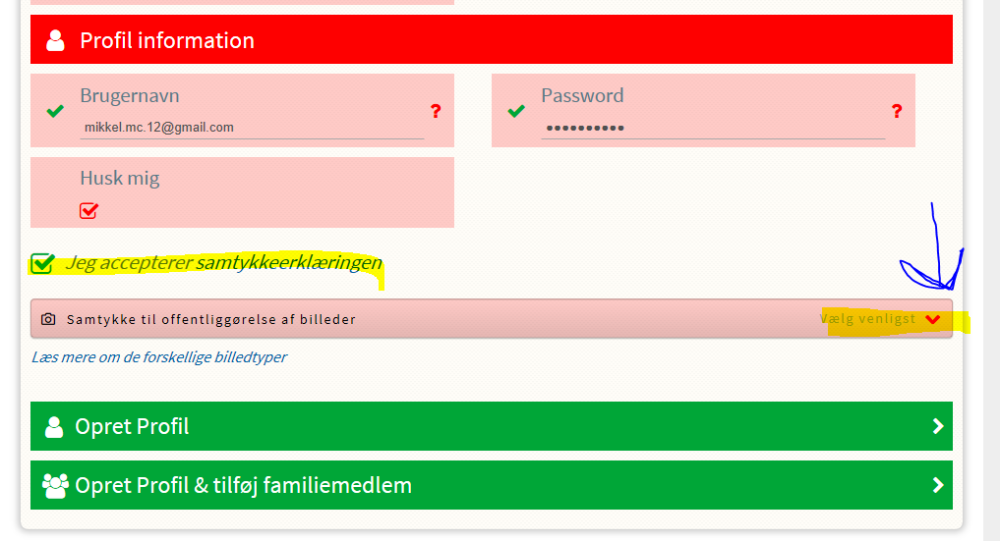 Profil information
Brugernavn
mikkel.mc.12@gmail.com
?
Password
••••••••••
?
Husk mig
Jeg accepterer samtykkeerklæringen
Samtykke til offentliggørelse af billeder
Vælg venligst
Læs mere om de forskellige billedtyper
Opret Profil
Opret Profil & tilføj familiemedlem